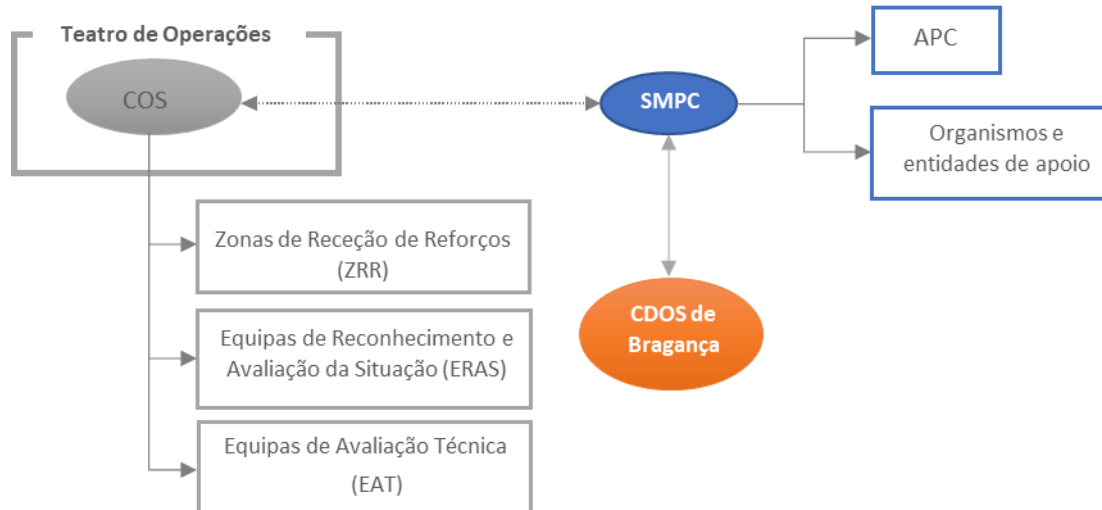 Teatro de Operações
COS
SMPC
APC
Organismos e
entidades de apoio
Zonas de Receção de Reforços
(ZRR)
Equipas de Reconhecimento e
Avaliação da Situação (ERAS)
Equipas de Avaliação Técnica
(EAT)
CDOS de
Bragança